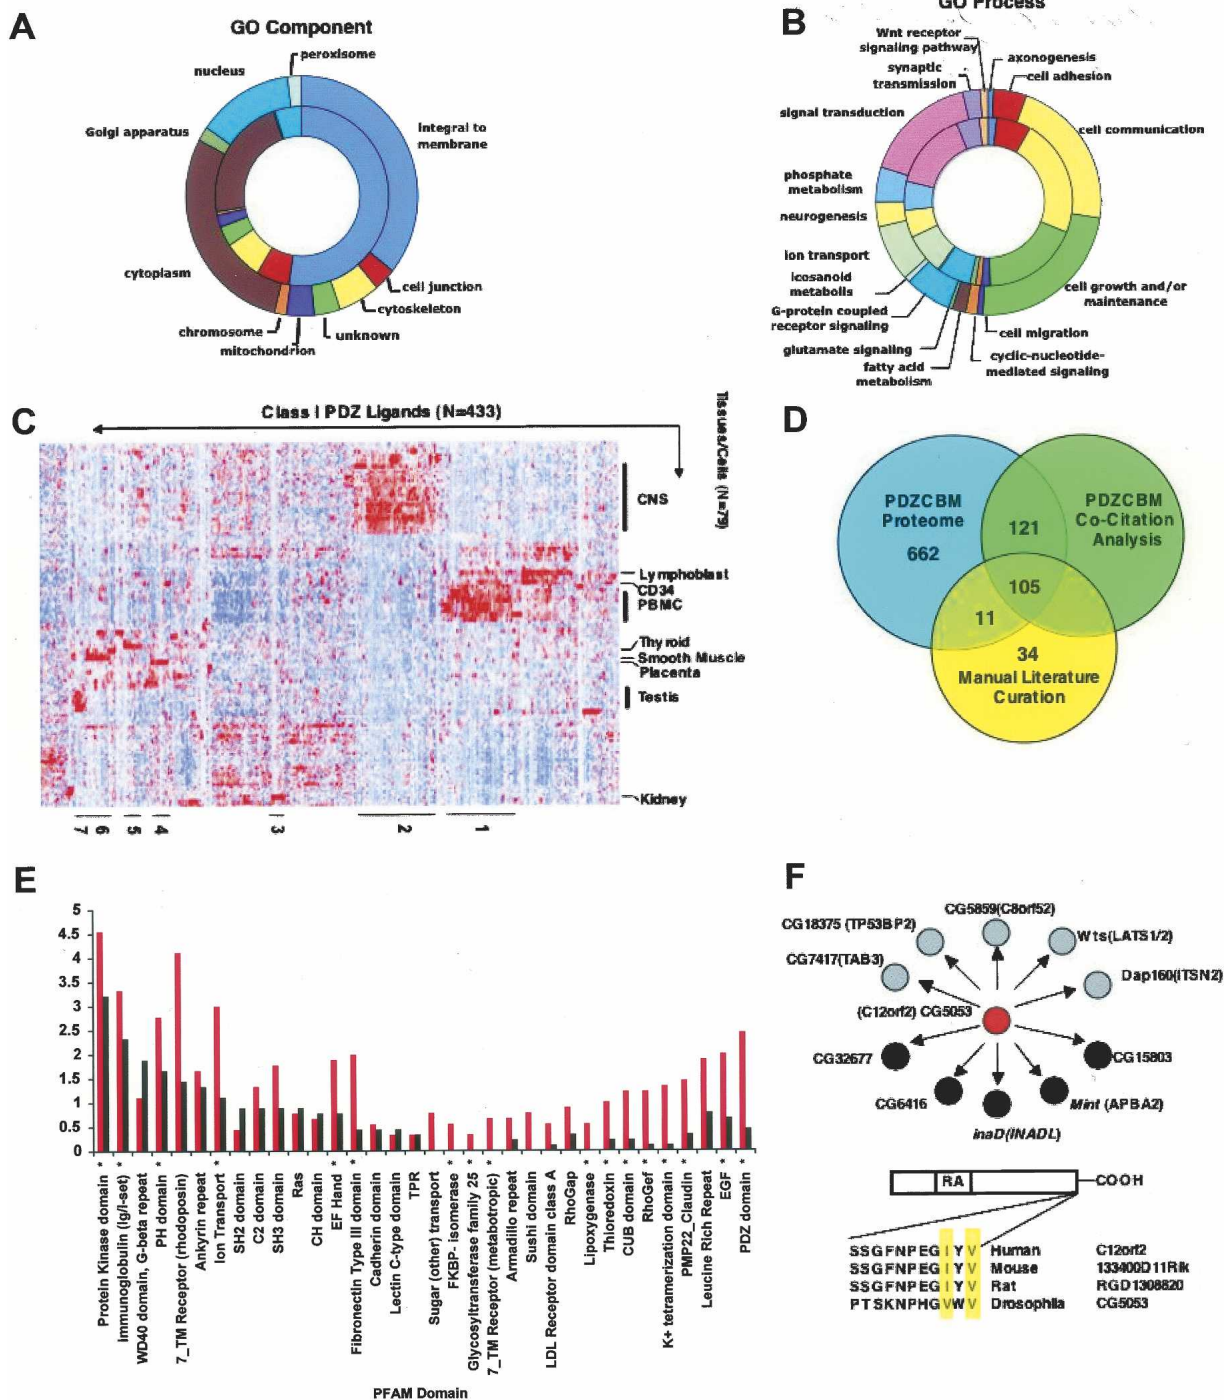 A
GO Component
peroxisome
nucleus
Golgi apparatus
Integral to
membrane
cytoplasm
cell junction
cytoskeleton
chromosome
unknown
mitochondrion
B
GO Process
Wnt receptor
signaling pathway
axonogenesis
synaptic
transmission
cell adhesion
signal transduction
cell communication
phosphate
metabolism
neurogenesis
ion transport
icosanoid
metabolis
cell growth and/or
maintenance
G-protein coupled
receptor signaling
cell migration
glutamate signaling
cyclic-nucleotide-
mediated signaling
fatty acid
metabolism
C
Class I PDZ Ligands (N=433)
Tissues/Cells (N=79)
CNS
Lymphoblast
CD34
PBMC
Thyroid
Smooth Muscle
Placenta
Testis
Kidney
7 6 5 4 3 2 1
D
PDZCBM
Proteome
662
PDZCBM
Co-Citation
Analysis
121
105
11
34
Manual Literature
Curation
E
5
4.5
4
3.5
3
2.5
2
1.5
1
0.5
0
Protein Kinase domain *
immunoglobulin (Ig/I-set) *
WD40 domain, G-beta repeat
PH domain *
7_TM Receptor (rhodoposin)
Ankyrin repeat
Ion Transport *
SH2 domain
C2 domain
SH3 domain
Ras
CH domain
EF Hand *
Fibronectin Type III domain *
Cadherin domain
Lectin C-type domain
TPR
Sugar (other) transport
FKBP- isomerase *
Glycosyltransferase family 25 *
7_TM Receptor (metabotropic) *
Armadillo repeat
Sushi domain
LDL Receptor domain class A
RhoGap
Lipoxygenase *
Thioredoxin *
CUB domain *
RhoGef *
K+ tetramerization domain *
PMP22_Claudin *
Leucine Rich Repeat
EGF *
PDZ domain *
PFAM Domain
F
CG5859(C8orf52)
CG18375 (TP53BP2)
Wts(LATS1/2)
CG7417(TAB3)
Dap160(ITSN2)
(C12orf2) CG5053
CG32677
CG15803
CG6416
Mint (APBA2)
inaD(INADL)
RA
COOH
SSGFNPEGIYV Human C12orf2
SSGFNPEGIYV Mouse 133400D11Rik
SSGFNPEGIYV Rat RGD1308820
PTSKNPHGVWV Drosophila CG5053